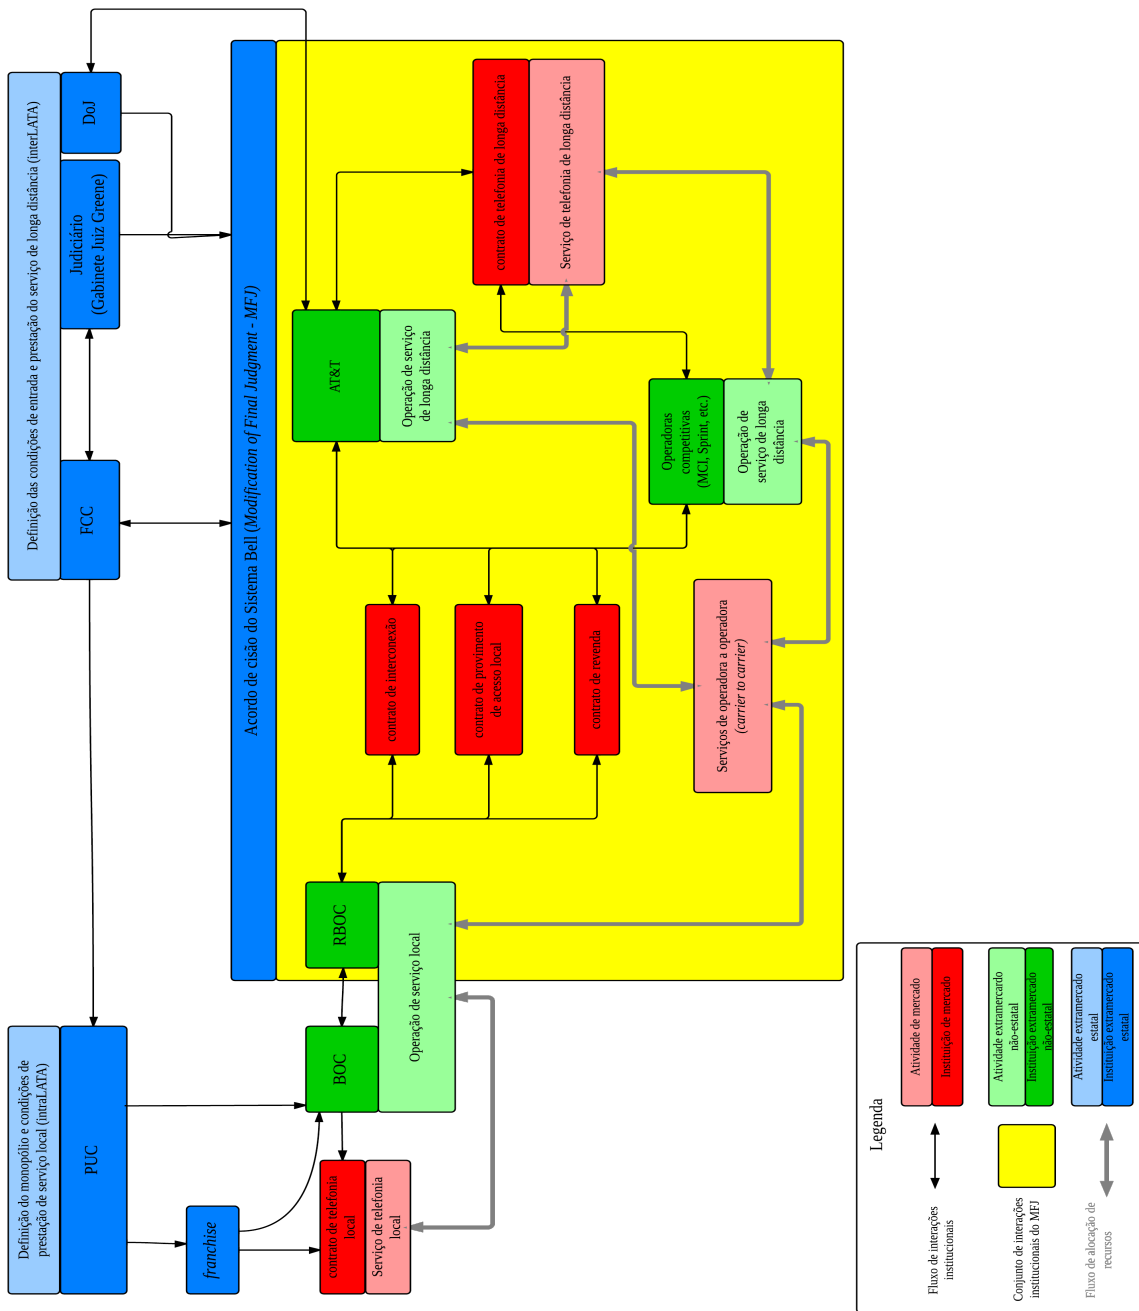 Definição do monopólio e condições de
prestação de serviço local (intraLATA)
PUC
franchise
Definição das condições de entrada e prestação do serviço de longa distância (interLATA)
FCC
Judiciário
(Gabinete Juiz Greene)
DoJ
Acordo de cisão do Sistema Bell (Modification of Final Judgment - MFJ)
contrato de telefonia
local
Serviço de telefonia
local
BOC
RBOC
Operação de serviço local
contrato de interconexão
contrato de provimento
de acesso local
contrato de revenda
Serviços de operadora a operadora
(carrier to carrier)
AT&T
Operação de serviço
de longa distância
Operadoras
competitivas
(MCI, Sprint, etc.)
Operação de
serviço de longa
distância
contrato de telefonia de longa distância
Serviço de telefonia de longa distância
Legenda
Fluxo de interações
institucionais
Atividade de mercado
Instituição de mercado
Conjunto de interações
institucionais do MFJ
Atividade extramercardo
não-estatal
Instituição extramercado
não-estatal
Fluxo de alocação de
recursos
Atividade extramercado
estatal
Instituição extramercado
estatal